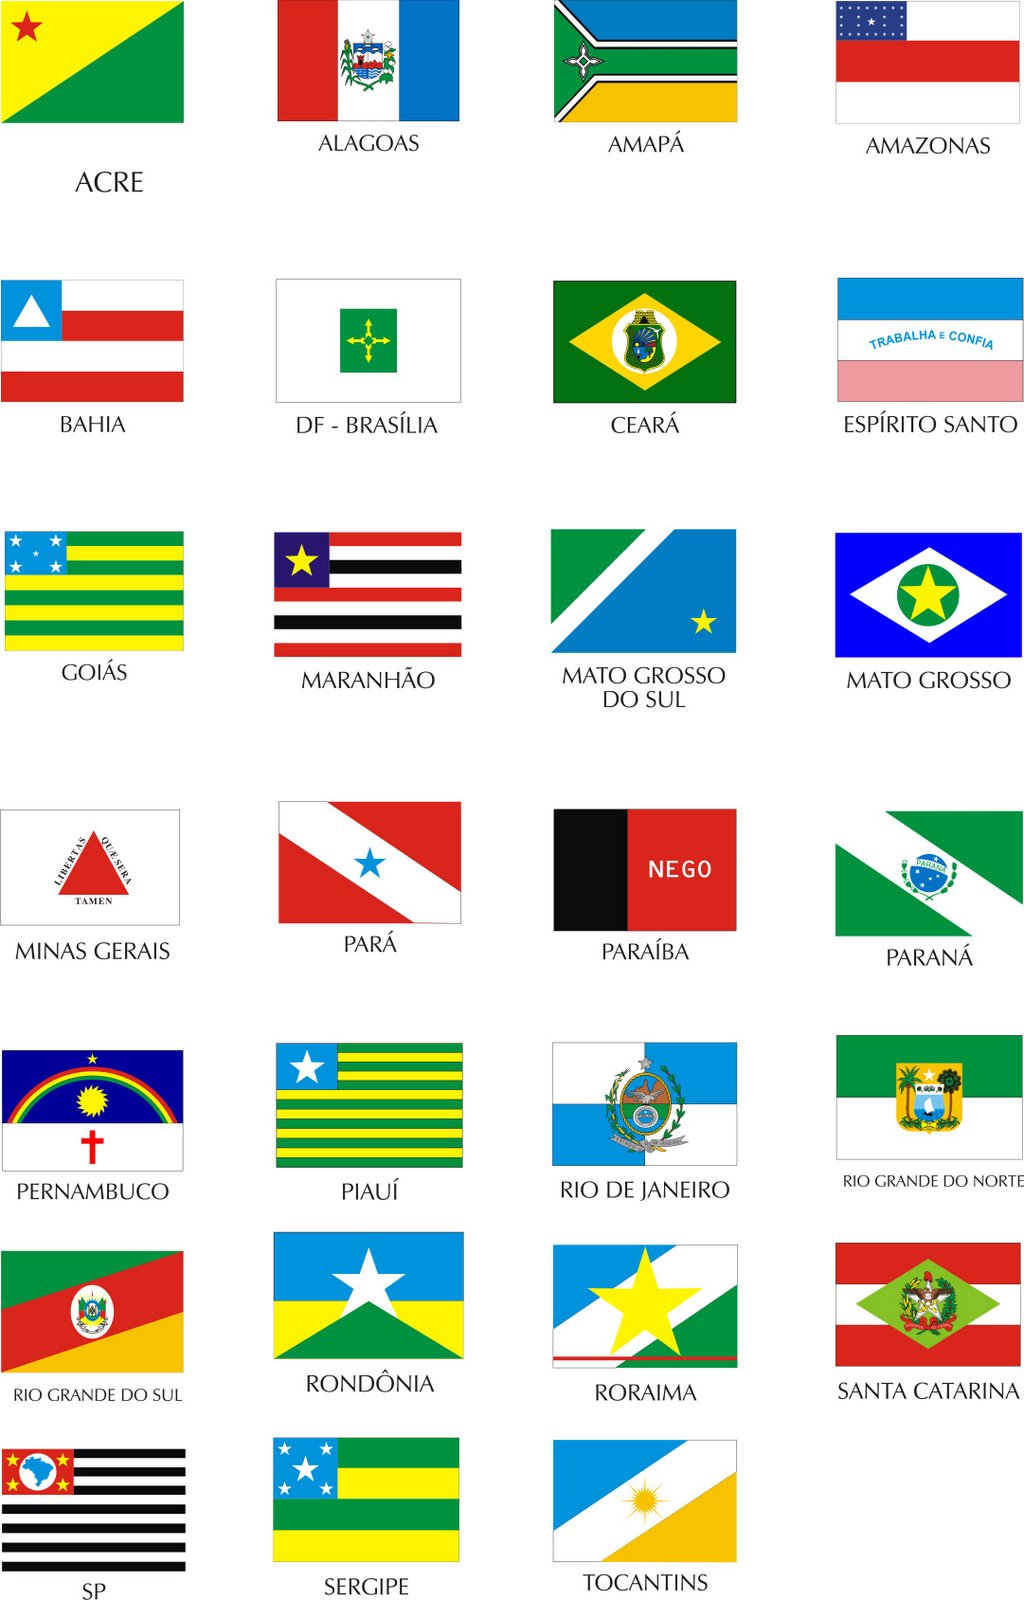 ACRE
ALAGOAS
AMAPÁ
AMAZONAS
TRABALHA E CONFIA
BAHIA
DF - BRASÍLIA
CEARÁ
ESPÍRITO SANTO
GOIÁS
MARANHÃO
MATO GROSSO
DO SUL
MATO GROSSO
LIBERTAS
QUÆ SERA
TAMEN
NEGO
PARANÁ
MINAS GERAIS
PARÁ
PARAÍBA
PARANÁ
PERNAMBUCO
PIAUÍ
RIO DE JANEIRO
RIO GRANDE DO NORTE
RIO GRANDE DO SUL
RONDÔNIA
RORAIMA
SANTA CATARINA
SP
SERGIPE
TOCANTINS